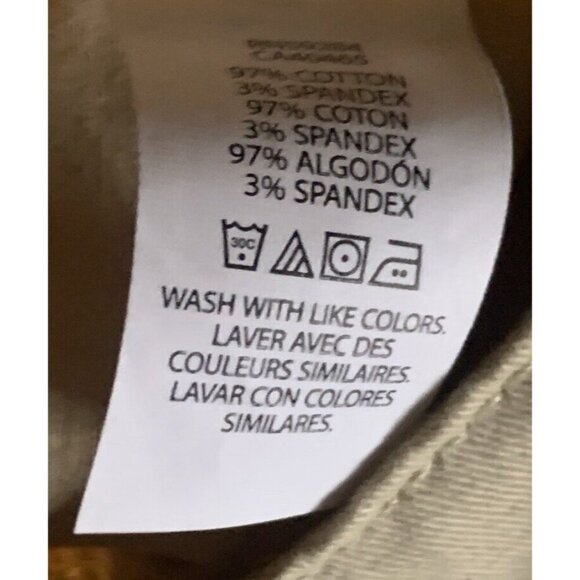 97% COTTON
3% SPANDEX
97% COTON
3% SPANDEX
97% ALGODÓN
3% SPANDEX
30C
WASH WITH LIKE COLORS.
LAVER AVEC DES
COULEURS SIMILAIRES.
LAVAR CON COLORES
SIMILARES.